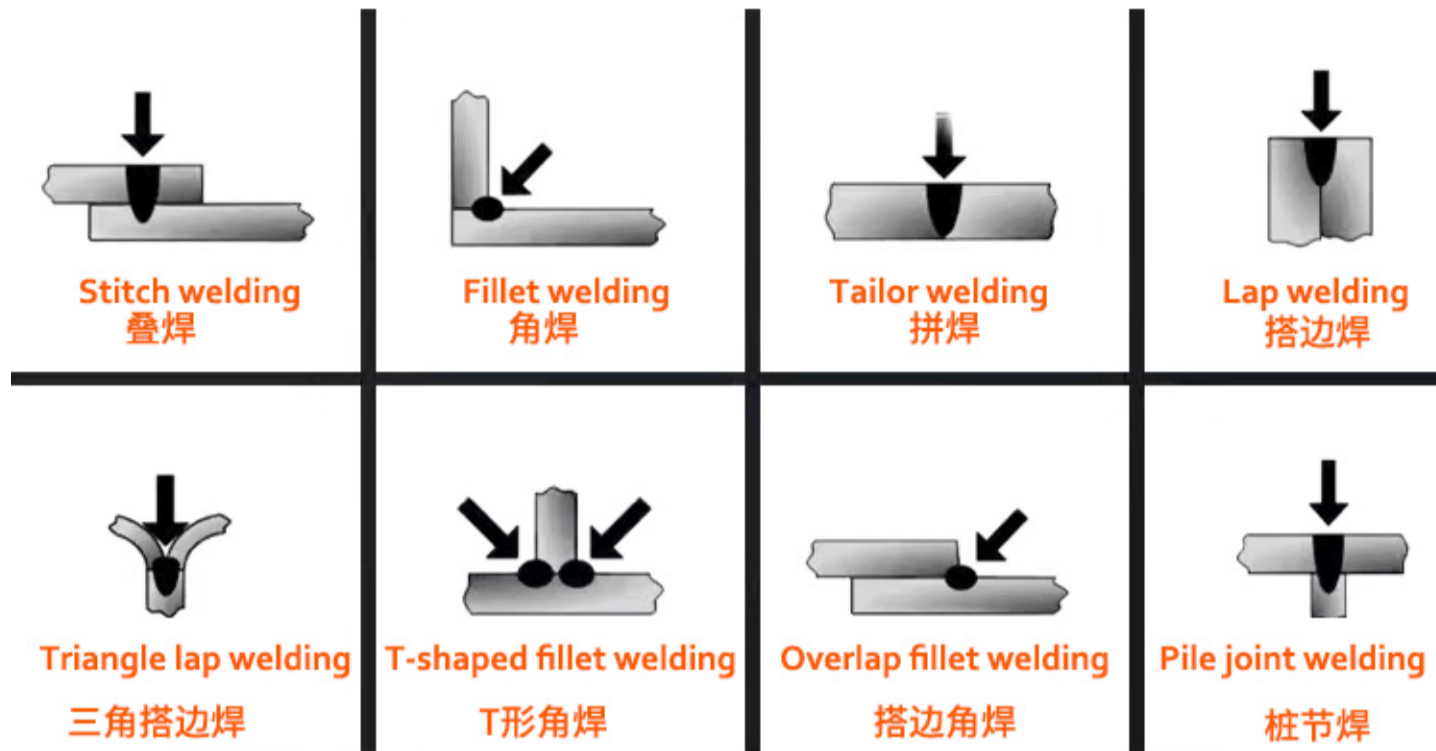 Stitch welding
叠焊
Fillet welding
角焊
Tailor welding
拼焊
Lap welding
搭边焊
Triangle lap welding
三角搭边焊
T-shaped fillet welding
T形角焊
Overlap fillet welding
搭边角焊
Pile joint welding
桩节焊